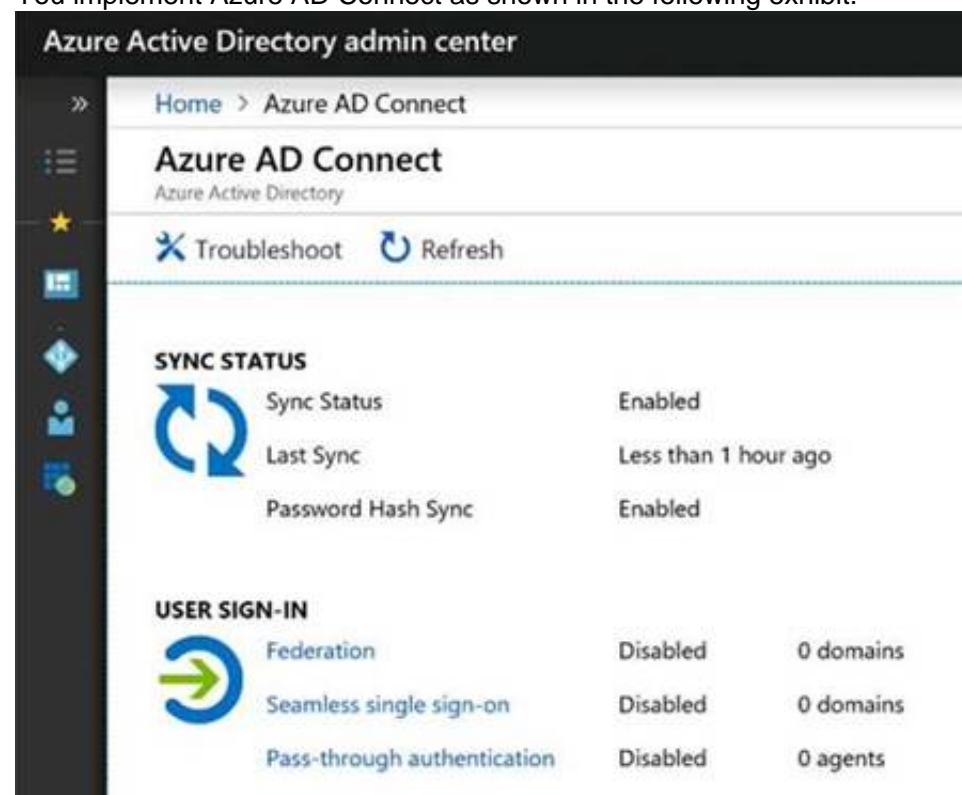 You implement Azure AD Connect as shown in the following exhibit.
Azure Active Directory admin center
Home > Azure AD Connect
Azure AD Connect
Azure Active Directory
Troubleshoot Refresh
SYNC STATUS
Sync Status Enabled
Last Sync Less than 1 hour ago
Password Hash Sync Enabled
USER SIGN-IN
Federation Disabled 0 domains
Seamless single sign-on Disabled 0 domains
Pass-through authentication Disabled 0 agents